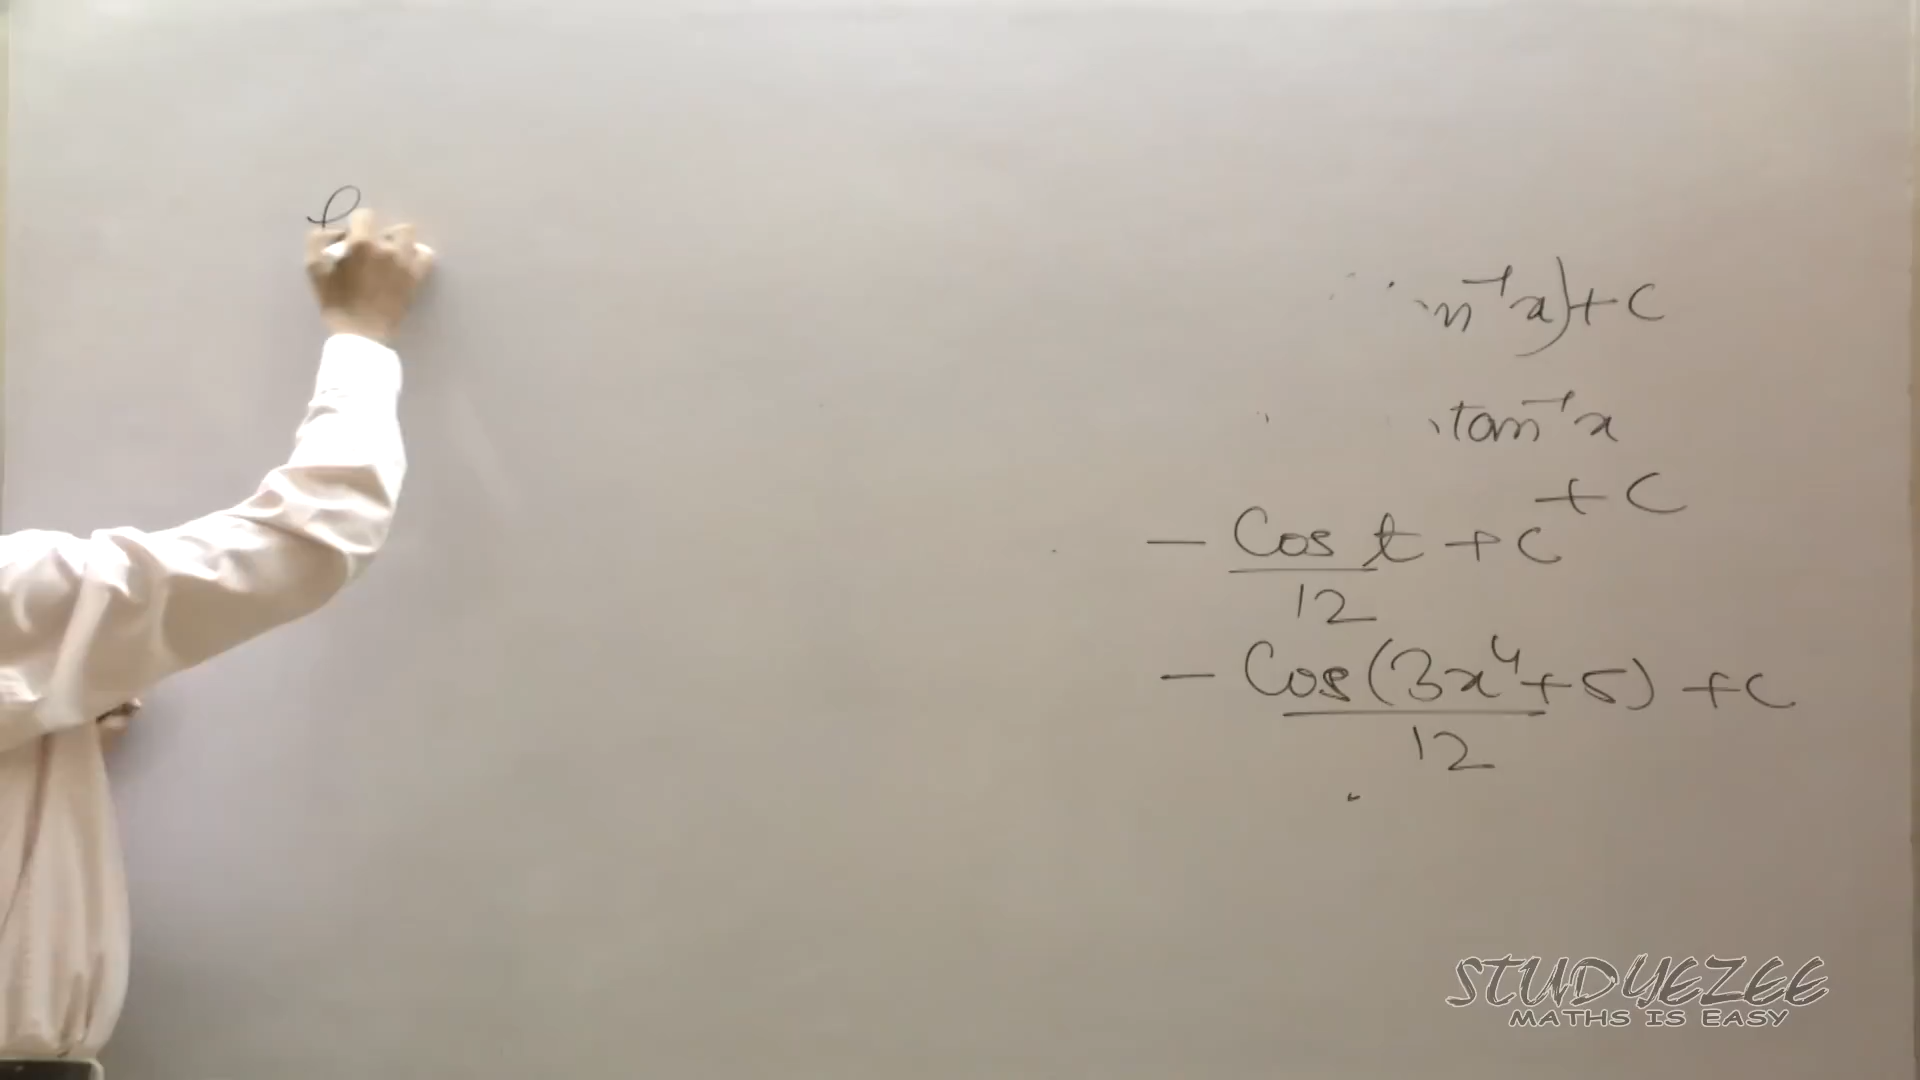 n⁻¹x)+c
tan⁻¹x
+ c
- Cos t + c
12
- Cos(3x⁴+5) + c
12
STUDYEZEE
MATHS IS EASY